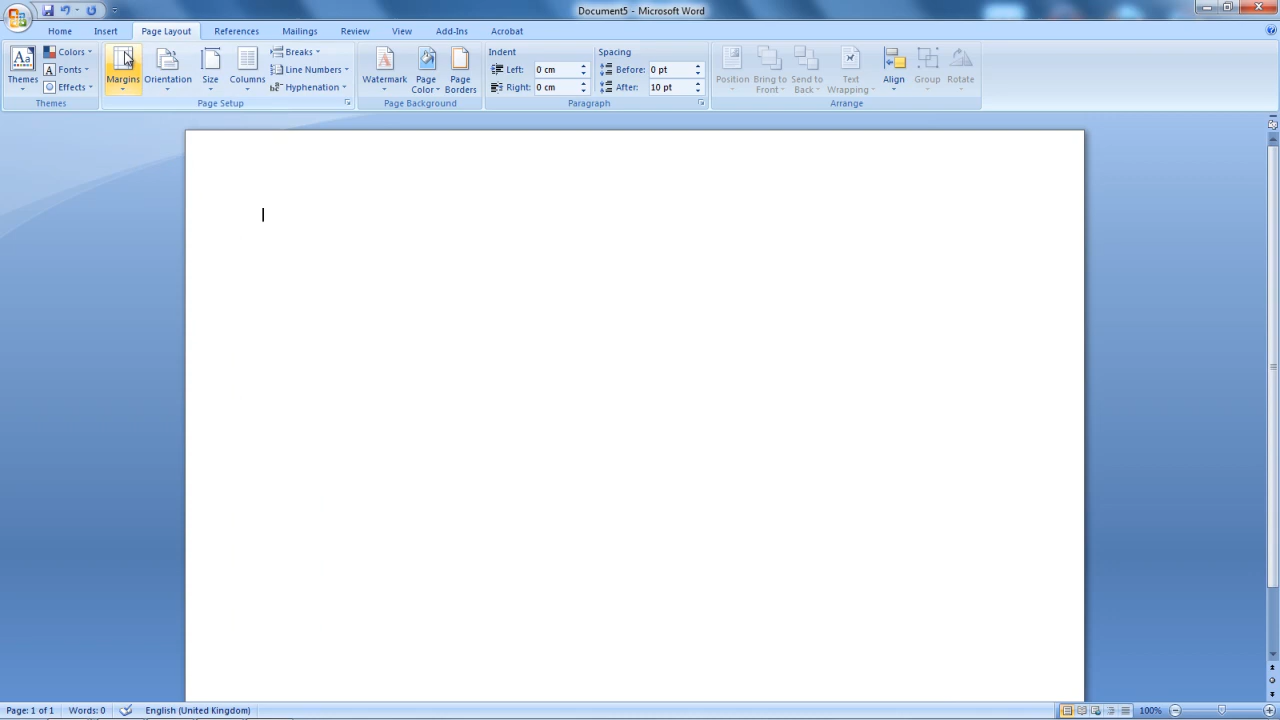 Document5 - Microsoft Word
Home Insert Page Layout References Mailings Review View Add-Ins Acrobat
Aa Colors Breaks Indent Spacing
A Fonts Line Numbers Left: 0 cm Before: 0 pt
Themes Margins Orientation Size Columns Watermark Page Color Page Borders Position Bring to Front Send to Back Text Wrapping Align Group Rotate
Effects Hyphenation Right: 0 cm After: 10 pt
Themes Page Setup Page Background Paragraph Arrange
Page: 1 of 1 Words: 0 English (United Kingdom) 100%